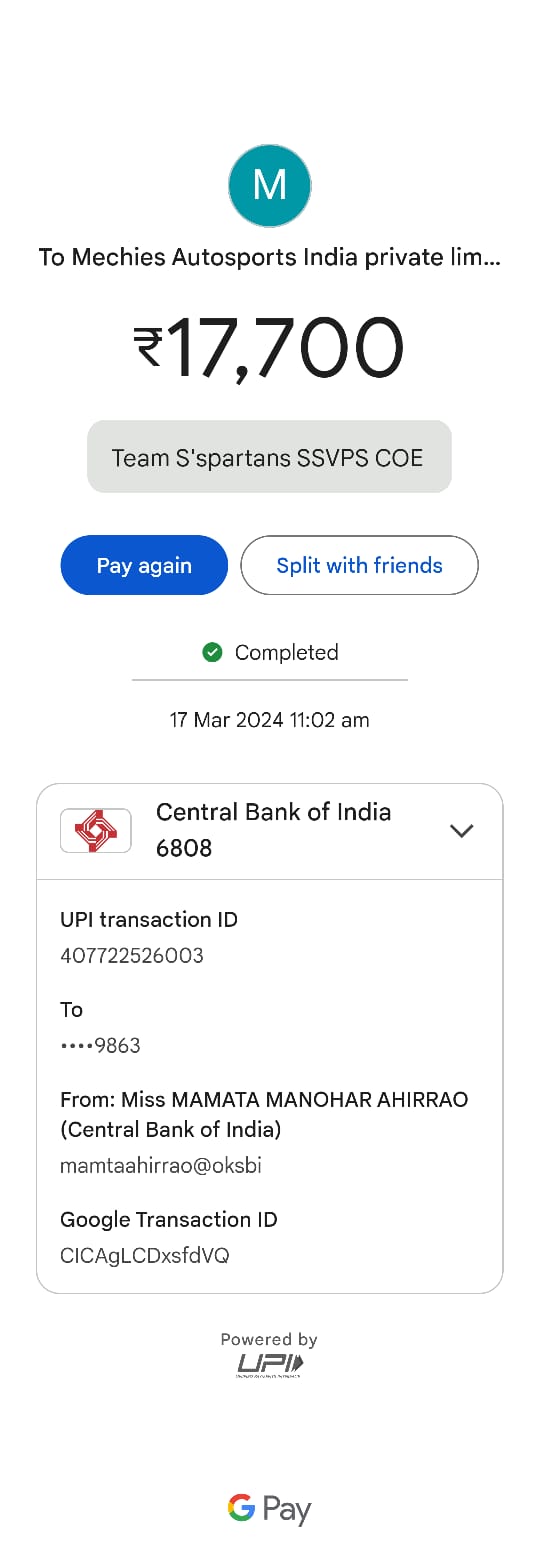 M
To Mechies Autosports India private lim...
₹17,700
Team S'spartans SSVPS COE
Pay again
Split with friends
Completed
17 Mar 2024 11:02 am
Central Bank of India
6808
UPI transaction ID
407722526003
To
••••9863
From: Miss MAMATA MANOHAR AHIRRAO
(Central Bank of India)
mamtaahirrao@oksbi
Google Transaction ID
CICAgLCDxsfdVQ
Powered by
UPI
G Pay